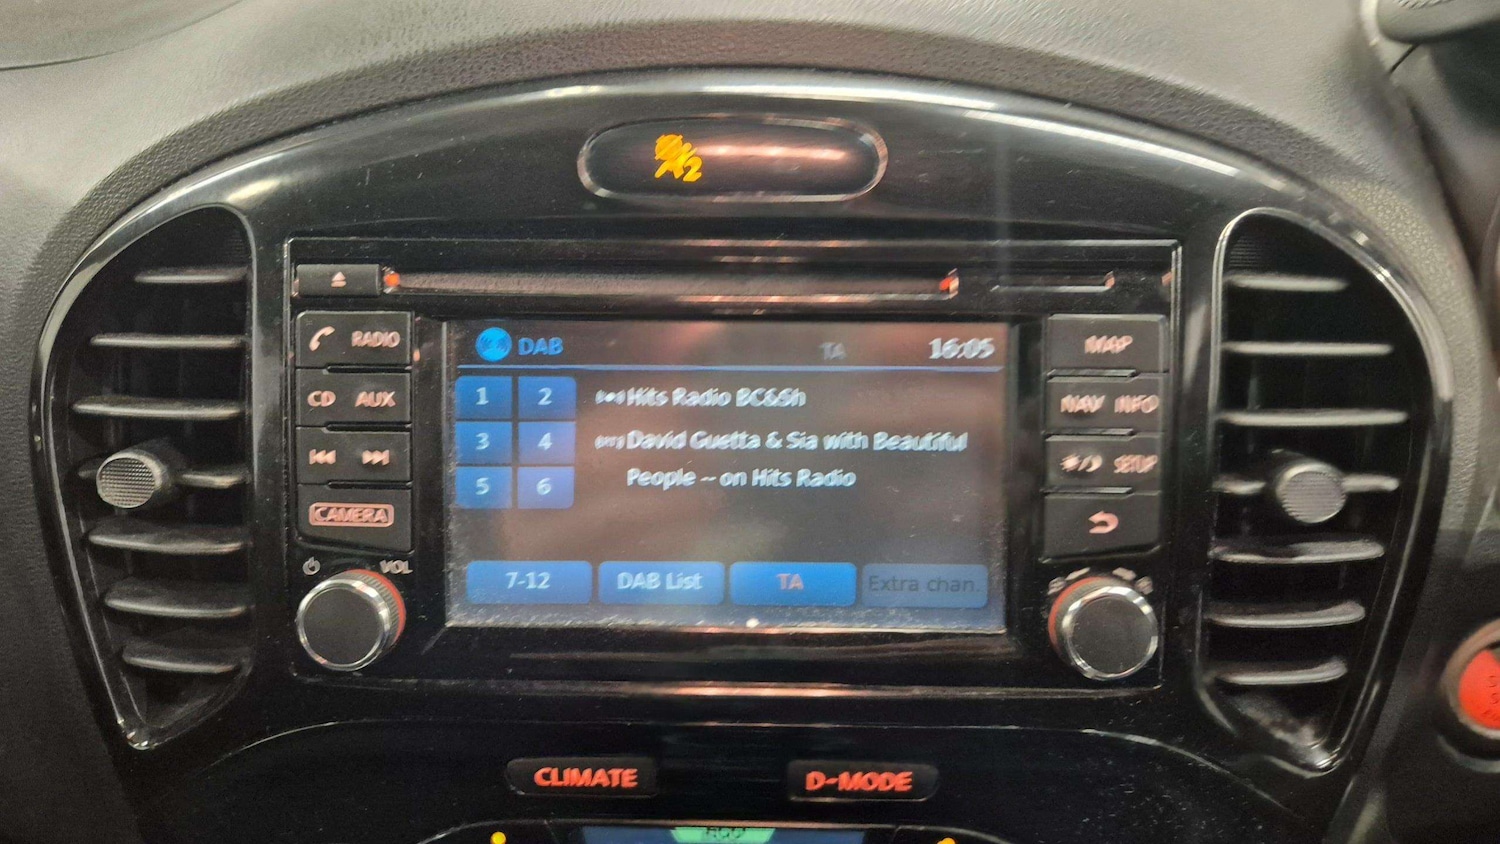 2
RADIO
CD AUX
CAMERA
VOL
DAB
TA 16:05
1 2
3 4
5 6
Hits Radio BC&Sh
David Guetta & Sia with Beautiful
People -- on Hits Radio
7-12 DAB List TA Extra chan.
MAP
NAV INFO
SETUP
CLIMATE D-MODE